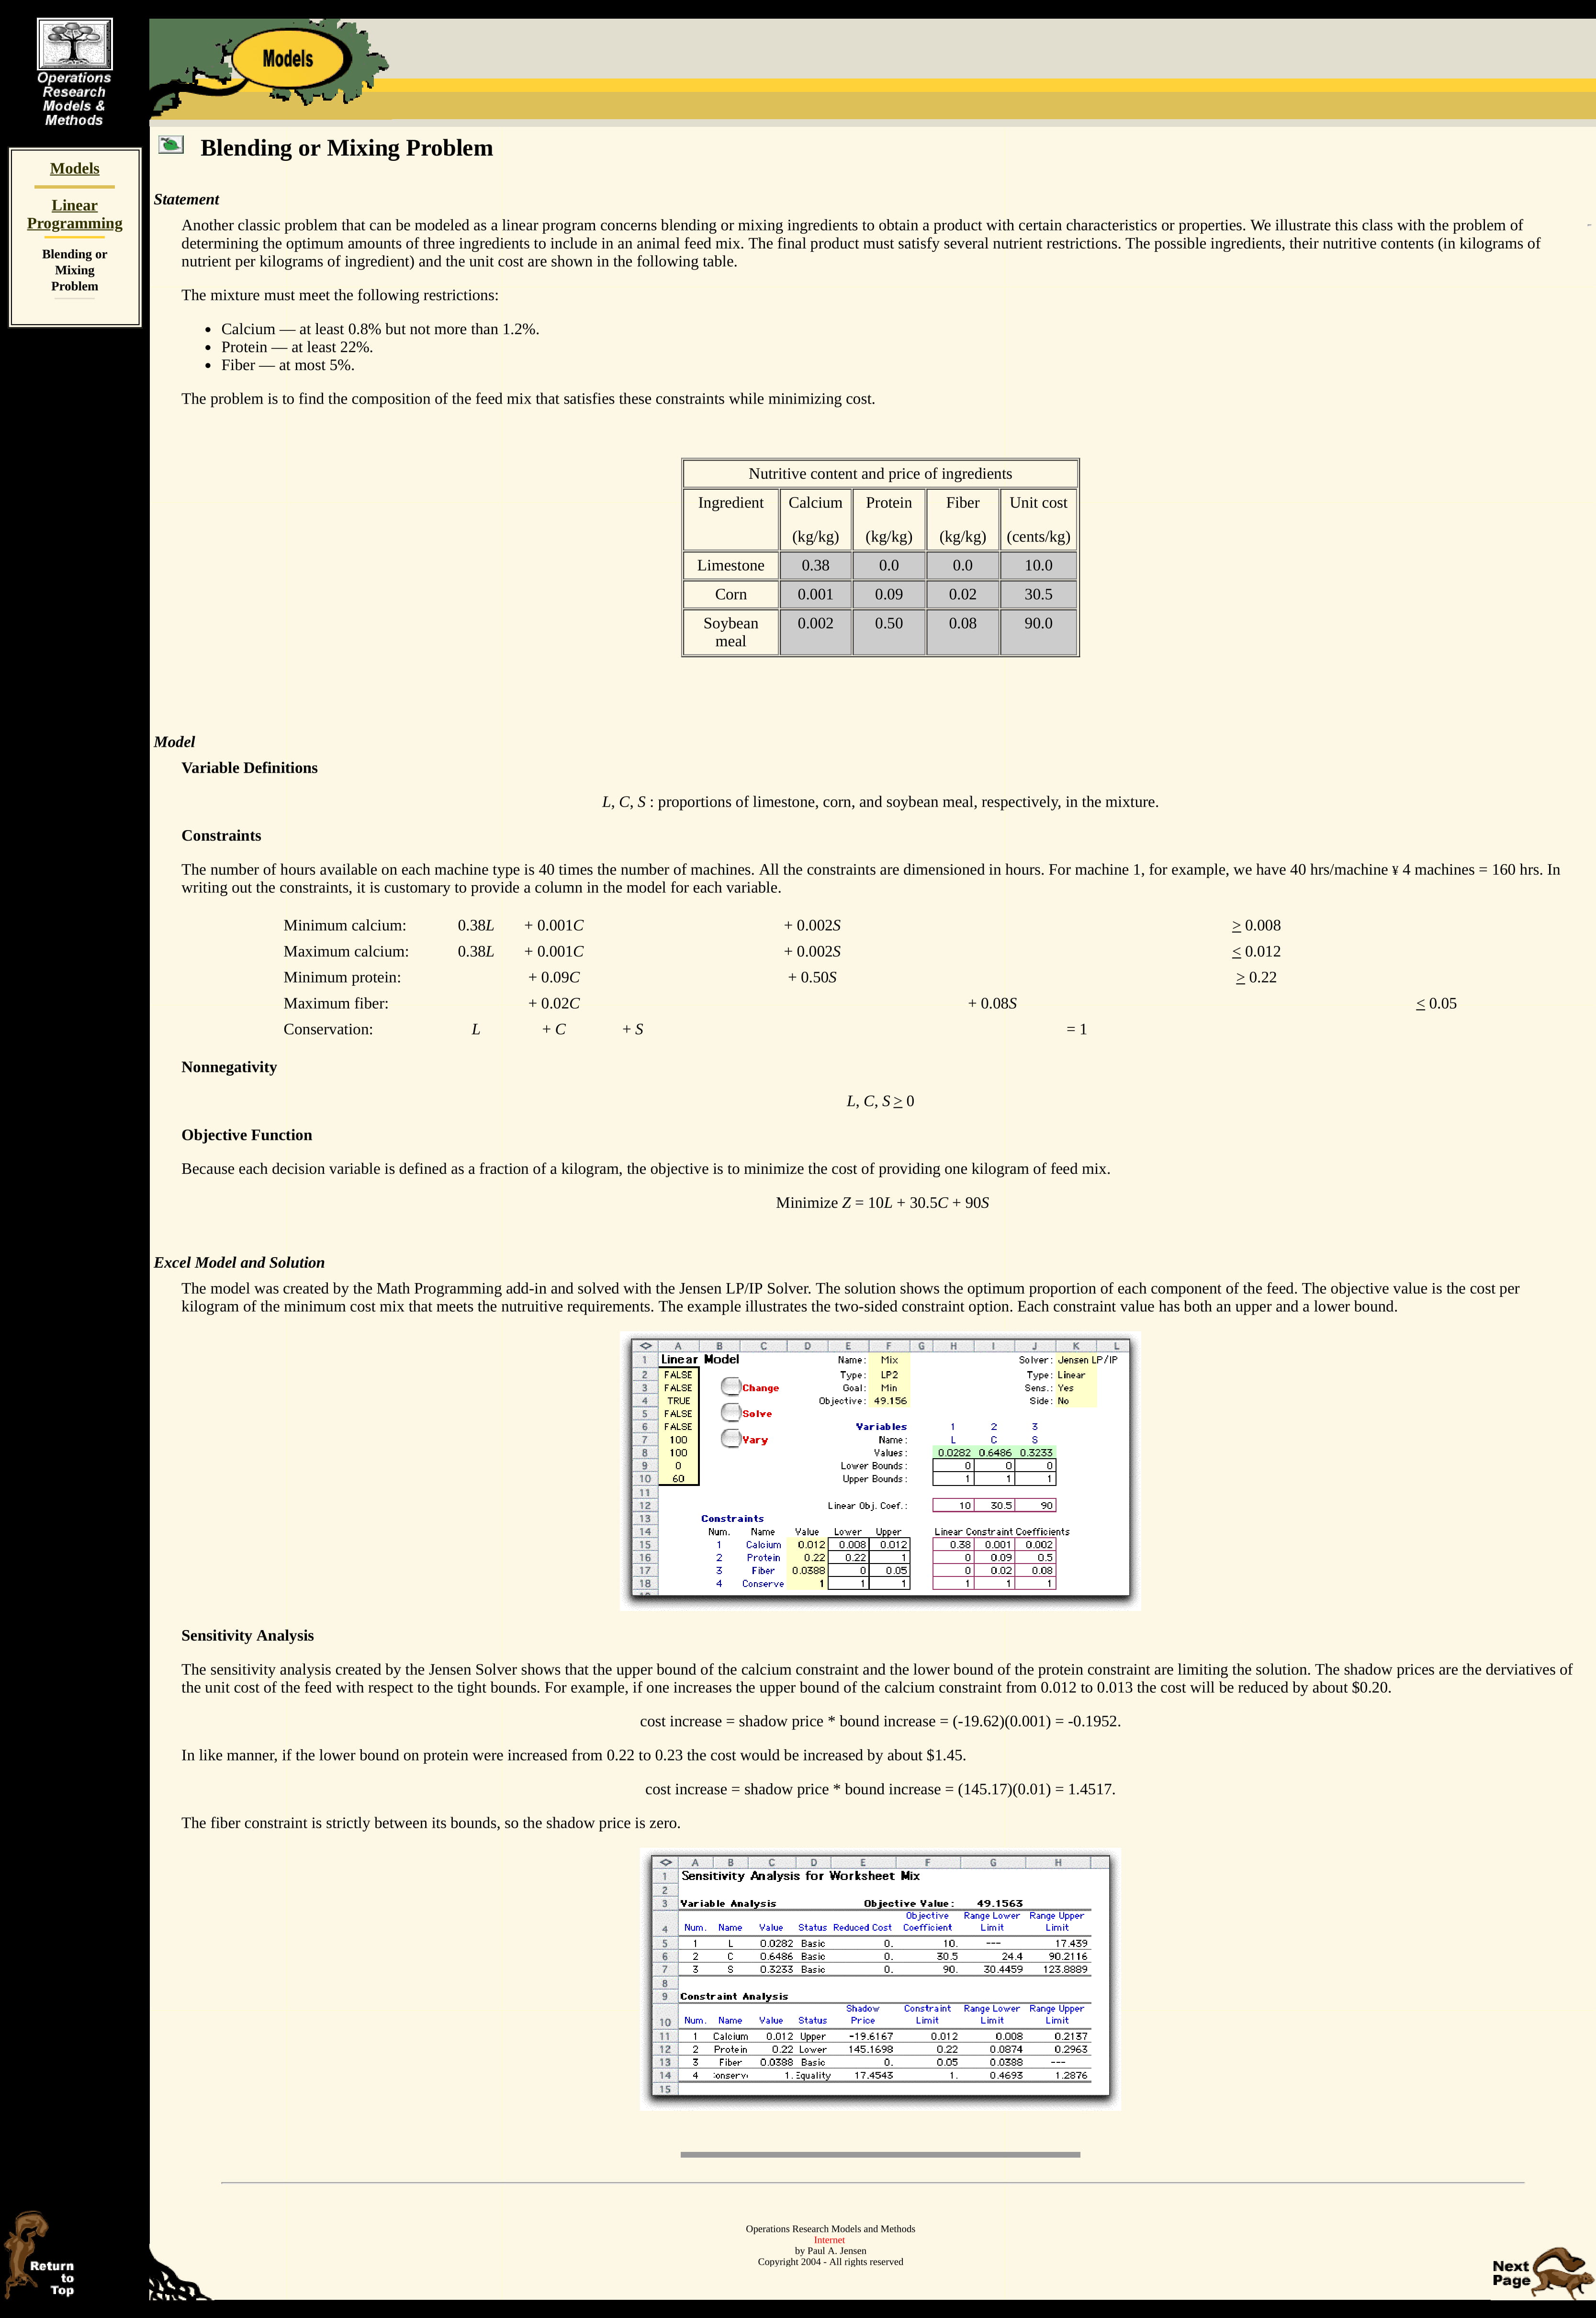 Operations
Research
Models &
Methods
Models
Models
Linear
Programming
Blending or
Mixing
Problem
Blending or Mixing Problem
Statement
Another classic problem that can be modeled as a linear program concerns blending or mixing ingredients to obtain a product with certain characteristics or properties. We illustrate this class with the problem of
determining the optimum amounts of three ingredients to include in an animal feed mix. The final product must satisfy several nutrient restrictions. The possible ingredients, their nutritive contents (in kilograms of
nutrient per kilograms of ingredient) and the unit cost are shown in the following table.
The mixture must meet the following restrictions:
• Calcium — at least 0.8% but not more than 1.2%.
• Protein — at least 22%.
• Fiber — at most 5%.
The problem is to find the composition of the feed mix that satisfies these constraints while minimizing cost.
Nutritive content and price of ingredients
Ingredient Calcium Protein Fiber Unit cost
(kg/kg) (kg/kg) (kg/kg) (cents/kg)
Limestone 0.38 0.0 0.0 10.0
Corn 0.001 0.09 0.02 30.5
Soybean 0.002 0.50 0.08 90.0
meal
Model
Variable Definitions
L, C, S : proportions of limestone, corn, and soybean meal, respectively, in the mixture.
Constraints
The number of hours available on each machine type is 40 times the number of machines. All the constraints are dimensioned in hours. For machine 1, for example, we have 40 hrs/machine ¥ 4 machines = 160 hrs. In
writing out the constraints, it is customary to provide a column in the model for each variable.
Minimum calcium: 0.38L + 0.001C + 0.002S > 0.008
Maximum calcium: 0.38L + 0.001C + 0.002S < 0.012
Minimum protein: + 0.09C + 0.50S > 0.22
Maximum fiber: + 0.02C + 0.08S < 0.05
Conservation: L + C + S = 1
Nonnegativity
L, C, S > 0
Objective Function
Because each decision variable is defined as a fraction of a kilogram, the objective is to minimize the cost of providing one kilogram of feed mix.
Minimize Z = 10L + 30.5C + 90S
Excel Model and Solution
The model was created by the Math Programming add-in and solved with the Jensen LP/IP Solver. The solution shows the optimum proportion of each component of the feed. The objective value is the cost per
kilogram of the minimum cost mix that meets the nutruitive requirements. The example illustrates the two-sided constraint option. Each constraint value has both an upper and a lower bound.
A B C D E F G H I J K L
1 Linear Model Name: Mix Solver: Jensen LP/IP
2 FALSE Type: LP2 Type: Linear
3 FALSE Change Goal: Min Sens.: Yes
4 TRUE Objective: 49.156 Side: No
5 FALSE Solve
6 FALSE Variables 1 2 3
7 100 Vary Name: L C S
8 100 Values: 0.0282 0.6486 0.3233
9 0 Lower Bounds: 0 0 0
10 60 Upper Bounds: 1 1 1
11
12 Linear Obj. Coef.: 10 30.5 90
13 Constraints
14 Num. Name Value Lower Upper Linear Constraint Coefficients
15 1 Calcium 0.012 0.008 0.012 0.38 0.001 0.002
16 2 Protein 0.22 0.22 1 0 0.09 0.5
17 3 Fiber 0.0388 0 0.05 0 0.02 0.08
18 4 Conserve 1 1 1 1 1 1
Sensitivity Analysis
The sensitivity analysis created by the Jensen Solver shows that the upper bound of the calcium constraint and the lower bound of the protein constraint are limiting the solution. The shadow prices are the derviatives of
the unit cost of the feed with respect to the tight bounds. For example, if one increases the upper bound of the calcium constraint from 0.012 to 0.013 the cost will be reduced by about $0.20.
cost increase = shadow price * bound increase = (-19.62)(0.001) = -0.1952.
In like manner, if the lower bound on protein were increased from 0.22 to 0.23 the cost would be increased by about $1.45.
cost increase = shadow price * bound increase = (145.17)(0.01) = 1.4517.
The fiber constraint is strictly between its bounds, so the shadow price is zero.
A B C D E F G H
1 Sensitivity Analysis for Worksheet Mix
2
3 Variable Analysis Objective Value: 49.1563
Objective Range Lower Range Upper
4 Num. Name Value Status Reduced Cost Coefficient Limit Limit
5 1 L 0.0282 Basic 0. 10. --- 17.439
6 2 C 0.6486 Basic 0. 30.5 24.4 90.2116
7 3 S 0.3233 Basic 0. 90. 30.4459 123.8889
8
9 Constraint Analysis
Shadow Constraint Range Lower Range Upper
10 Num. Name Value Status Price Limit Limit Limit
11 1 Calcium 0.012 Upper -19.6167 0.012 0.008 0.2137
12 2 Protein 0.22 Lower 145.1698 0.22 0.0874 0.2963
13 3 Fiber 0.0388 Basic 0. 0.05 0.0388 ---
14 4 onserv 1. Equality 17.4543 1. 0.4693 1.2876
15
Operations Research Models and Methods
Internet
by Paul A. Jensen
Copyright 2004 - All rights reserved
Return
to
Top
Next
Page